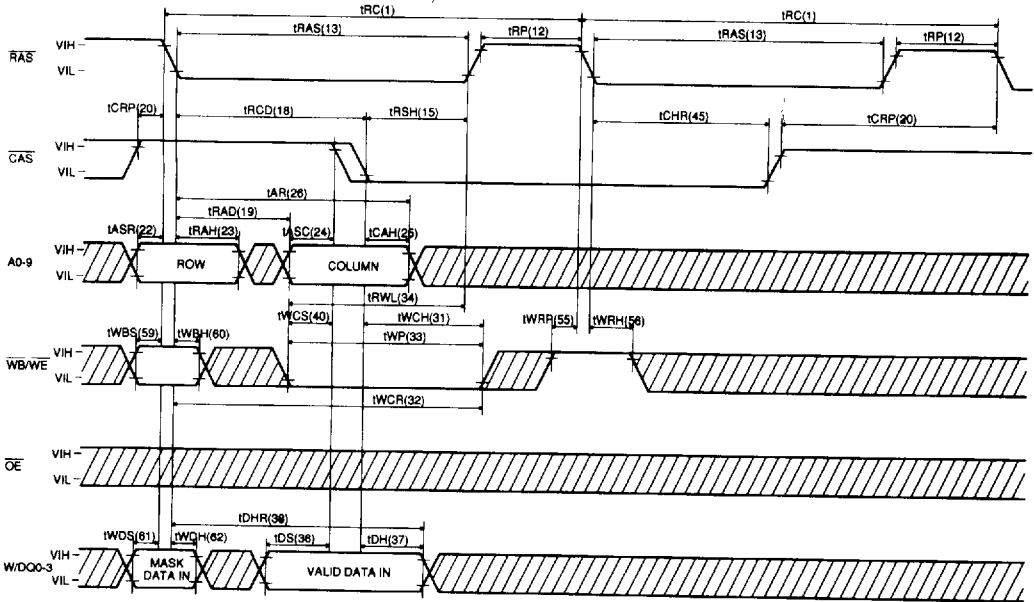 tRC(1) tRC(1)
tRAS(13) tRP(12) tRAS(13) tRP(12)
RAS VIH
VIL
tCRP(20) tRCD(18) tRSH(15) tCHR(45) tCRP(20)
CAS VIH
VIL
tAR(26)
tRAD(19)
tASR(22) tRAH(23) tASC(24) tCAH(25)
A0-9 VIH
VIL
ROW COLUMN
tRWL(34)
tWCS(40) tWCH(31) tWRP(55) tWRH(56)
tWBS(59) tWBH(60) tWP(33)
WB/WE VIH
VIL
tWCR(32)
OE VIH
VIL
tDHR(38)
tWDS(61) tWDH(62) tDS(36) tDH(37)
W/DQ0-3 VIH
VIL
MASK DATA IN VALID DATA IN